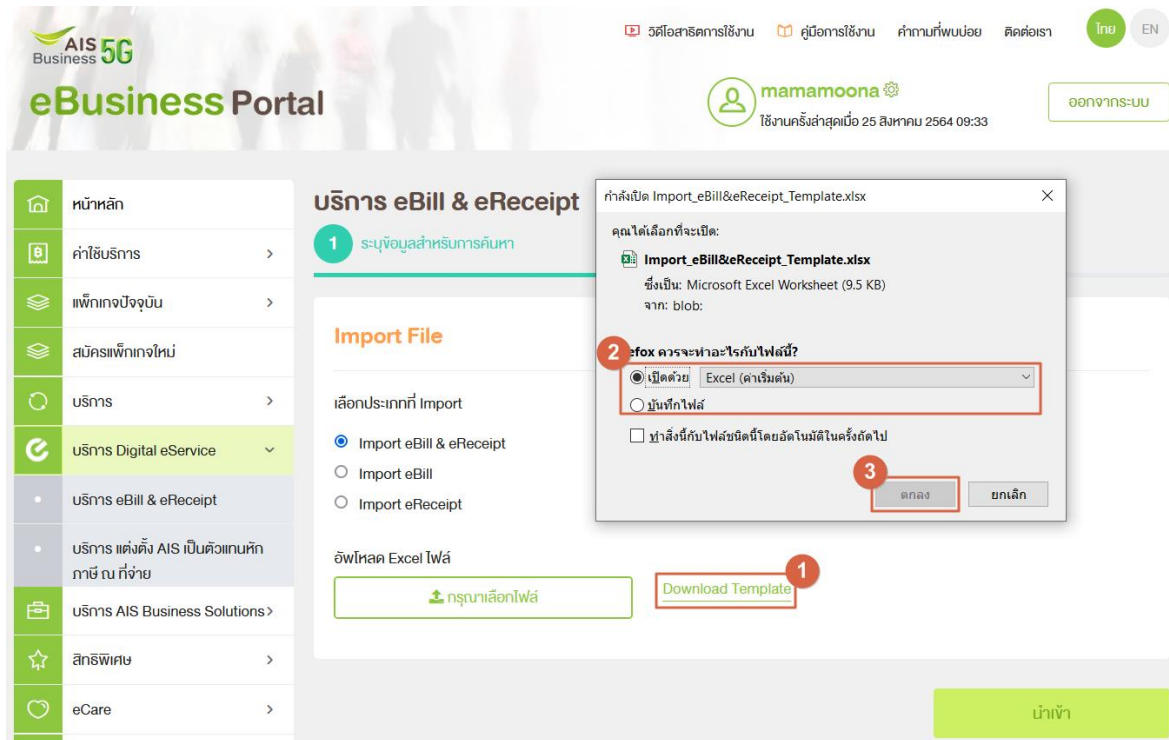 วิดีโอสาธิตการใช้งาน คู่มือการใช้งาน คำถามที่พบบ่อย ติดต่อเรา ไทย EN
AIS 5G
Business
eBusiness Portal
mamamoona
ใช้งานครั้งล่าสุดเมื่อ 25 สิงหาคม 2564 09:33
ออกจากระบบ
หน้าหลัก
ค่าใช้บริการ
แพ็กเกจปัจจุบัน
สมัครแพ็กเกจใหม่
บริการ
บริการ Digital eService
บริการ eBill & eReceipt
บริการ แต่งตั้ง AIS เป็นตัวแทนหัก
ภาษี ณ ที่จ่าย
บริการ AIS Business Solutions
สิทธิพิเศษ
eCare
บริการ eBill & eReceipt
1 ระบุข้อมูลสำหรับการค้นหา
Import File
เลือกประเภทที่ Import
Import eBill & eReceipt
Import eBill
Import eReceipt
อัพโหลด Excel ไฟล์
กรุณาเลือกไฟล์
Download Template
1
กำลังเปิด Import_eBill&eReceipt_Template.xlsx
คุณได้เลือกที่จะเปิด:
Import_eBill&eReceipt_Template.xlsx
ซึ่งเป็น: Microsoft Excel Worksheet (9.5 KB)
จาก: blob:
2 efox ควรจะทำอะไรกับไฟล์นี้?
เปิดด้วย Excel (ค่าเริ่มต้น)
บันทึกไฟล์
ทำสิ่งนี้กับไฟล์ชนิดนี้โดยอัตโนมัติในครั้งถัดไป
3
ตกลง ยกเลิก
นำเข้า